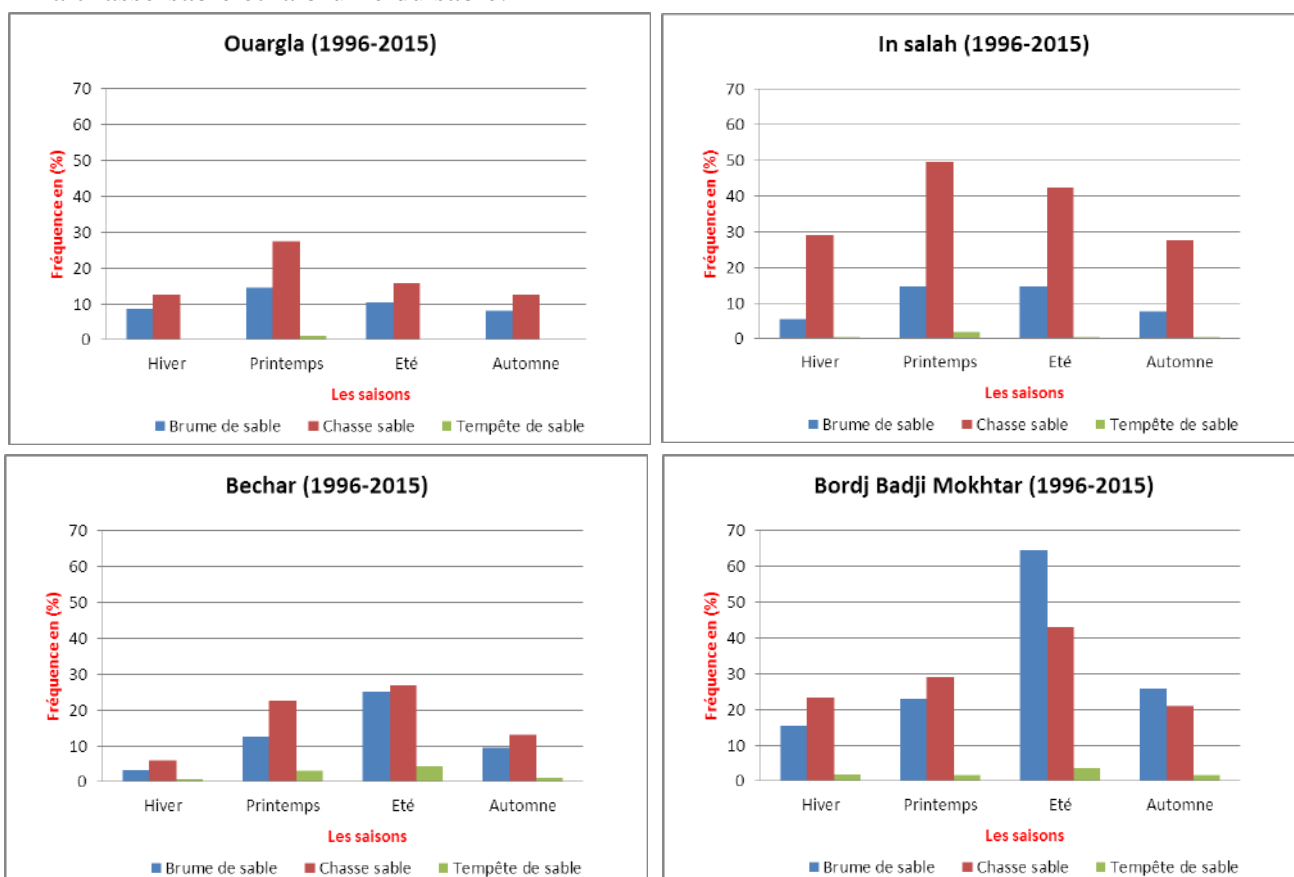 Ouargla (1996-2015)
70
60
50
40
30
20
10
0
Fréquence en (%)
Hiver Printemps Eté Automne
Les saisons
Brume de sable Chasse sable Tempête de sable
In salah (1996-2015)
70
60
50
40
30
20
10
0
Fréquence en (%)
Hiver Printemps Eté Automne
Les saisons
Brume de sable Chasse sable Tempête de sable
Bechar (1996-2015)
70
60
50
40
30
20
10
0
Fréquence en (%)
Hiver Printemps Eté Automne
Les saisons
Brume de sable Chasse sable Tempête de sable
Bordj Badji Mokhtar (1996-2015)
70
60
50
40
30
20
10
0
Fréquence en (%)
Hiver Printemps Eté Automne
Les saisons
Brume de sable Chasse sable Tempête de sable